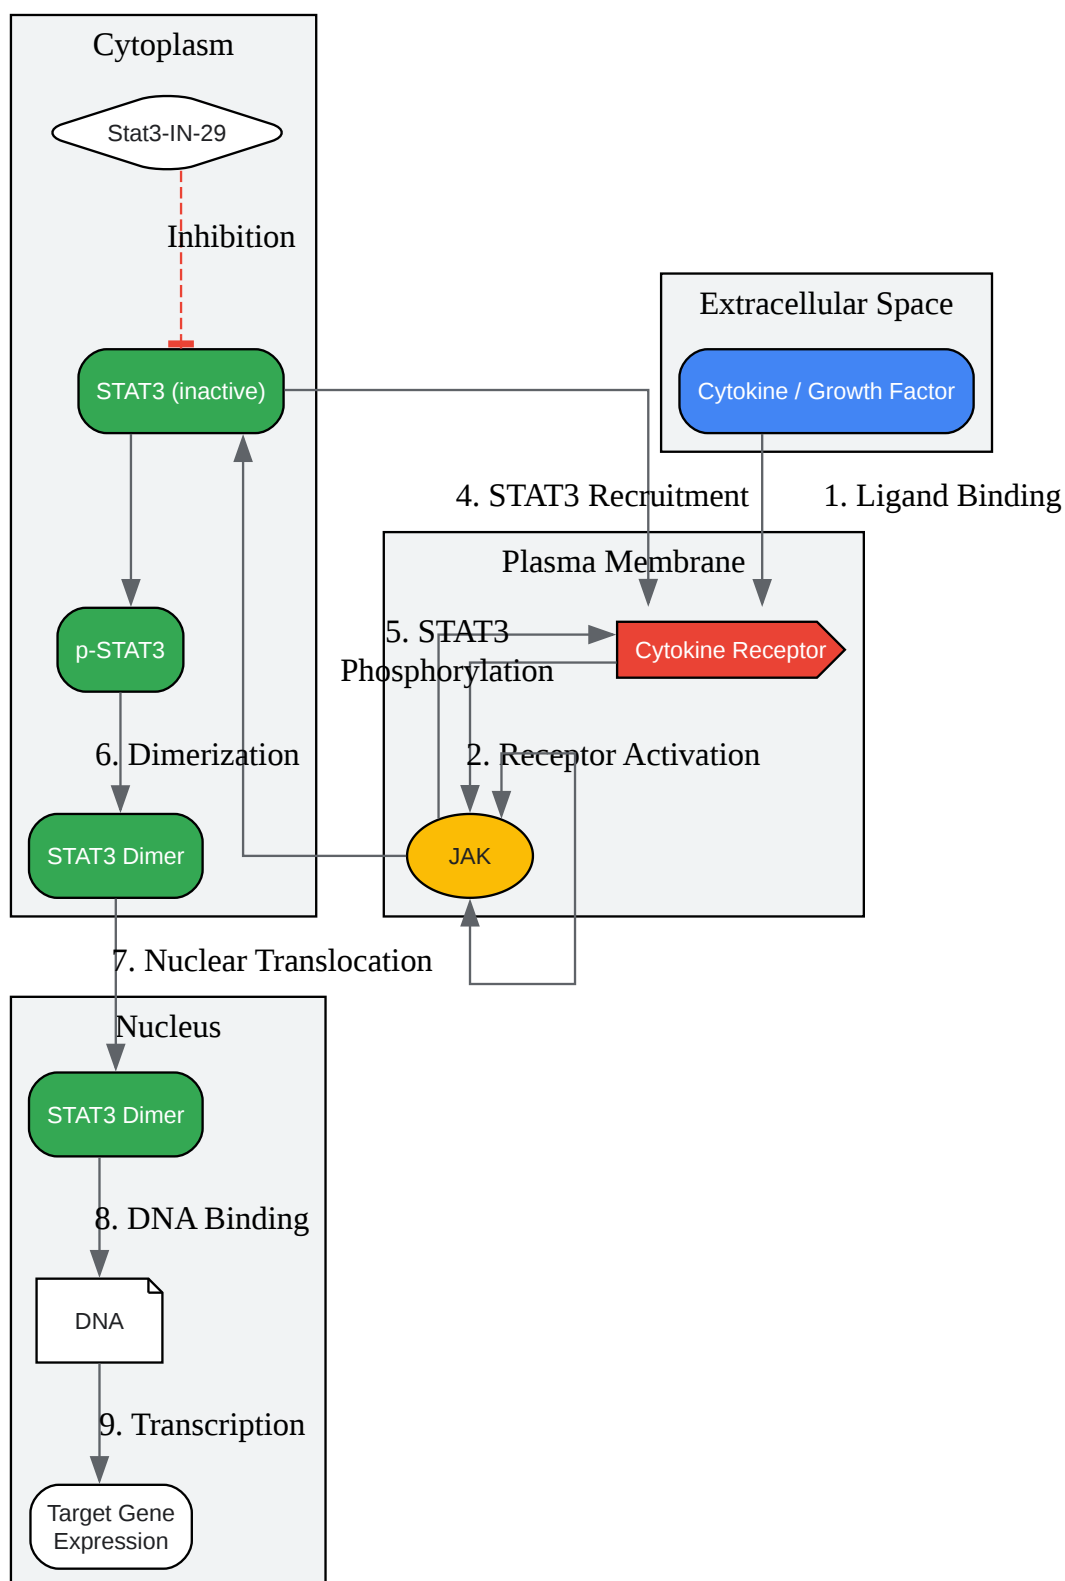 Cytoplasm
Stat3-IN-29
Inhibition
Extracellular Space
STAT3 (inactive)
Cytokine / Growth Factor
4. STAT3 Recruitment
1. Ligand Binding
Plasma Membrane
5. STAT3
Phosphorylation
p-STAT3
Cytokine Receptor
6. Dimerization
2. Receptor Activation
STAT3 Dimer
JAK
7. Nuclear Translocation
Nucleus
STAT3 Dimer
8. DNA Binding
DNA
9. Transcription
Target Gene
Expression